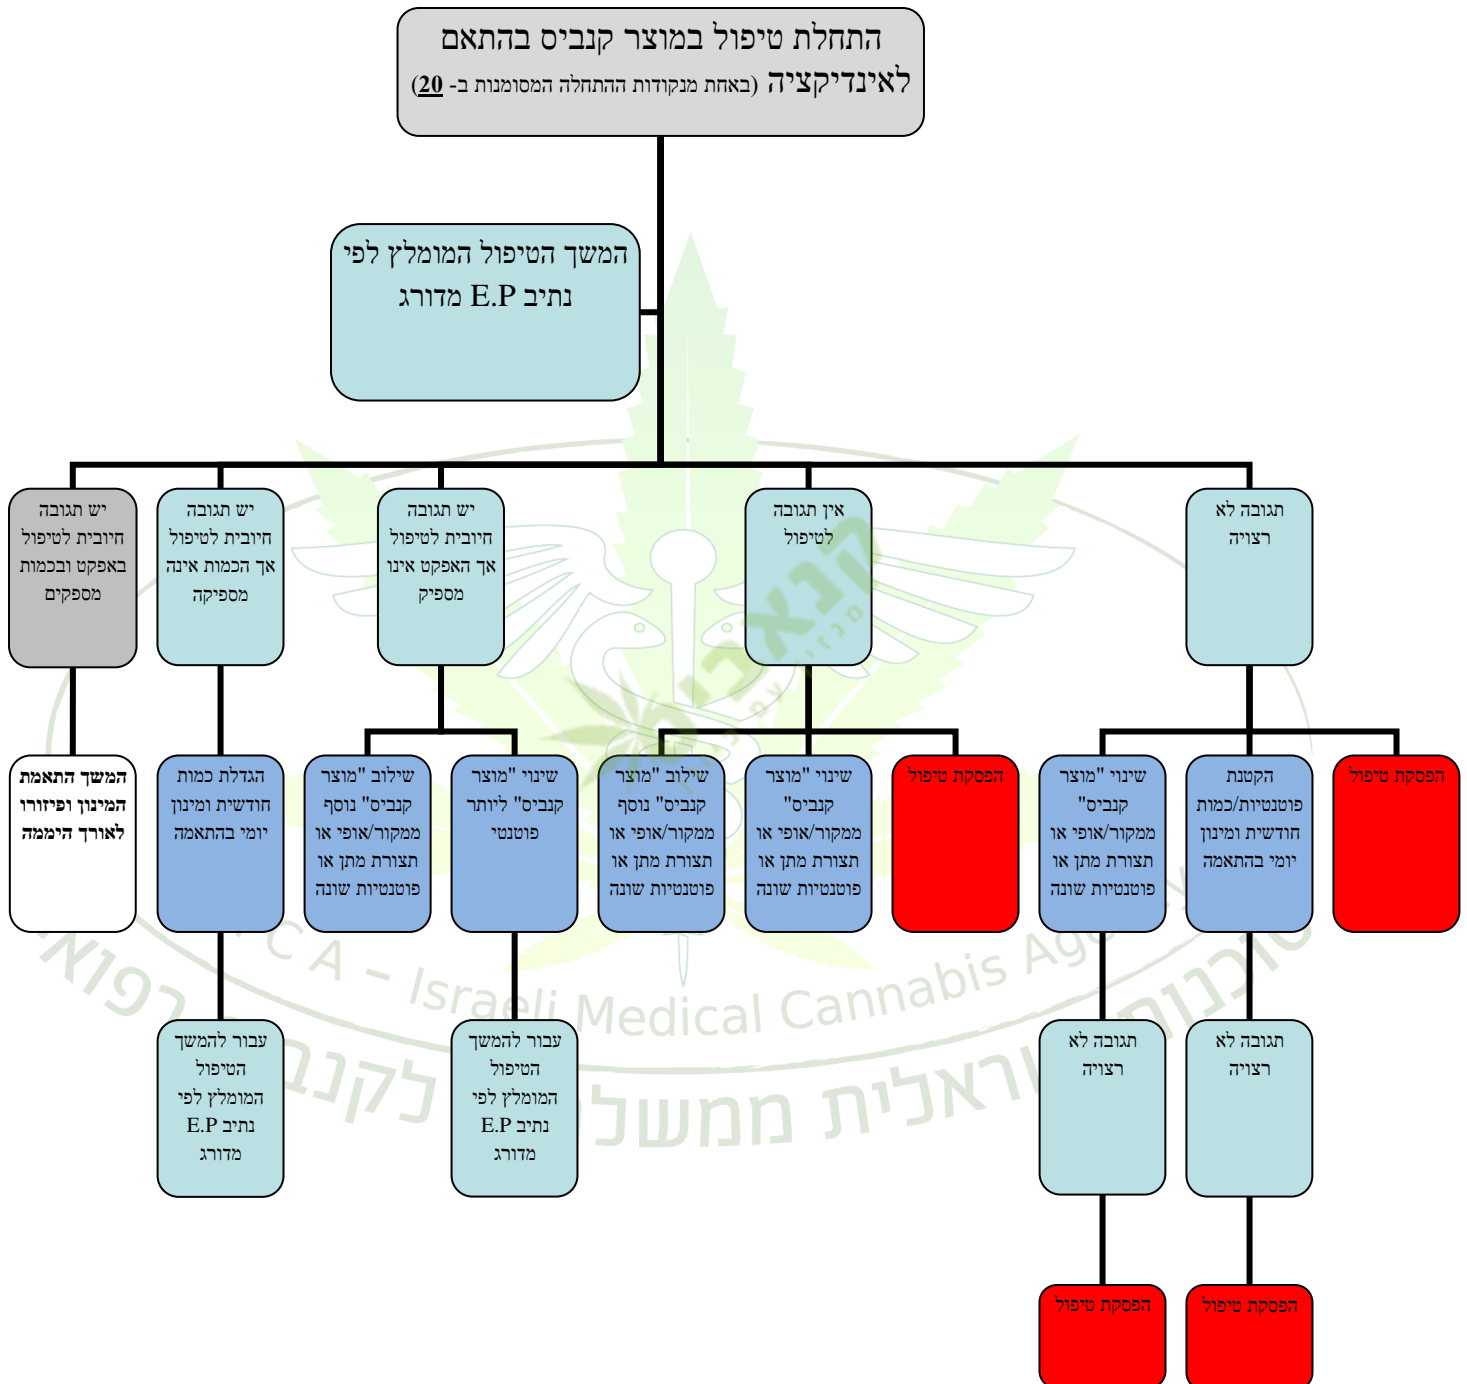 התחלת טיפול במוצר קנביס בהתאם
לאינדיקציה (באחת מנקודות ההתחלה המסומנות ב- 20)
המשך הטיפול המומלץ לפי
נתיב E.P מדורג
תגובה לא
רצויה
אין תגובה
לטיפול
יש תגובה
חיובית לטיפול
אך האפקט אינו
מספיק
יש תגובה
חיובית לטיפול
אך הכמות אינה
מספיקה
יש תגובה
חיובית לטיפול
באפקט ובכמות
מספקים
הפסקת טיפול
הקטנת
פוטנטיות/כמות
חודשית ומינון
יומי בהתאמה
שינוי "מוצר
קנביס"
ממקור/אופי או
תצורת מתן או
פוטנטיות שונה
הפסקת טיפול
שינוי "מוצר
קנביס"
ממקור/אופי או
תצורת מתן או
פוטנטיות שונה
שילוב "מוצר
קנביס" נוסף
ממקור/אופי או
תצורת מתן או
פוטנטיות שונה
שינוי "מוצר
קנביס" ליותר
פוטנטי
שילוב "מוצר
קנביס" נוסף
ממקור/אופי או
תצורת מתן או
פוטנטיות שונה
הגדלת כמות
חודשית ומינון
יומי בהתאמה
המשך התאמת
המינון ופיזורו
לאורך היממה
תגובה לא
רצויה
תגובה לא
רצויה
עבור להמשך
הטיפול
המומלץ לפי
נתיב E.P
מדורג
עבור להמשך
הטיפול
המומלץ לפי
נתיב E.P
מדורג
הפסקת טיפול
הפסקת טיפול
קנאביס
מגזין עם
C A – Israeli Medical Cannabis Agency